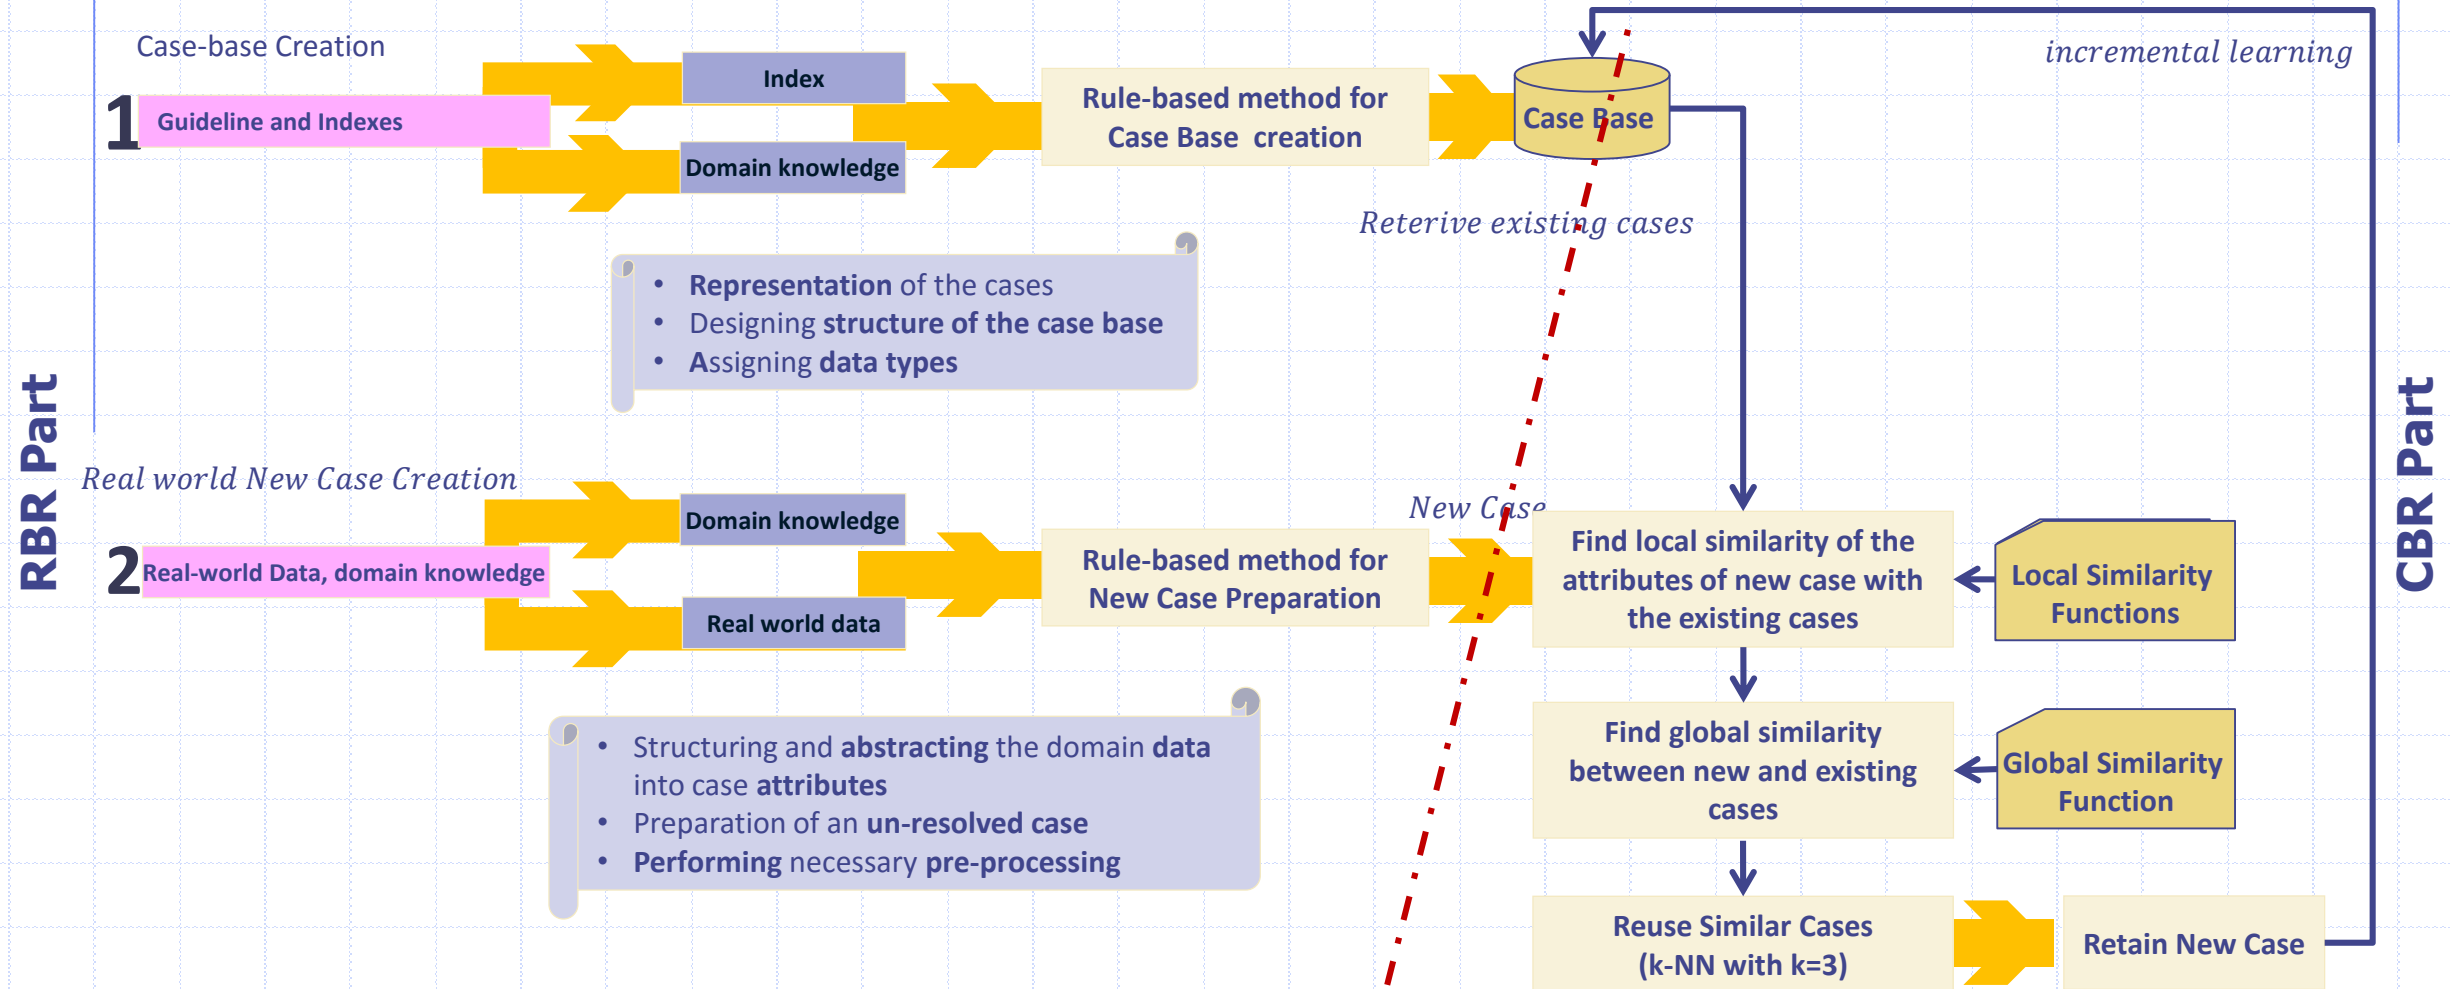 Case-base Creation
1
Guideline and Indexes
Index
Domain knowledge
Rule-based method for
Case Base creation
Case Base
incremental learning
Reterive existing cases
• Representation of the cases
• Designing structure of the case base
• Assigning data types
RBR Part
CBR Part
Real world New Case Creation
2
Real-world Data, domain knowledge
Domain knowledge
Real world data
Rule-based method for
New Case Preparation
New Case
Find local similarity of the
attributes of new case with
the existing cases
Local Similarity
Functions
• Structuring and abstracting the domain data
into case attributes
• Preparation of an un-resolved case
• Performing necessary pre-processing
Find global similarity
between new and existing
cases
Global Similarity
Function
Reuse Similar Cases
(k-NN with k=3)
Retain New Case